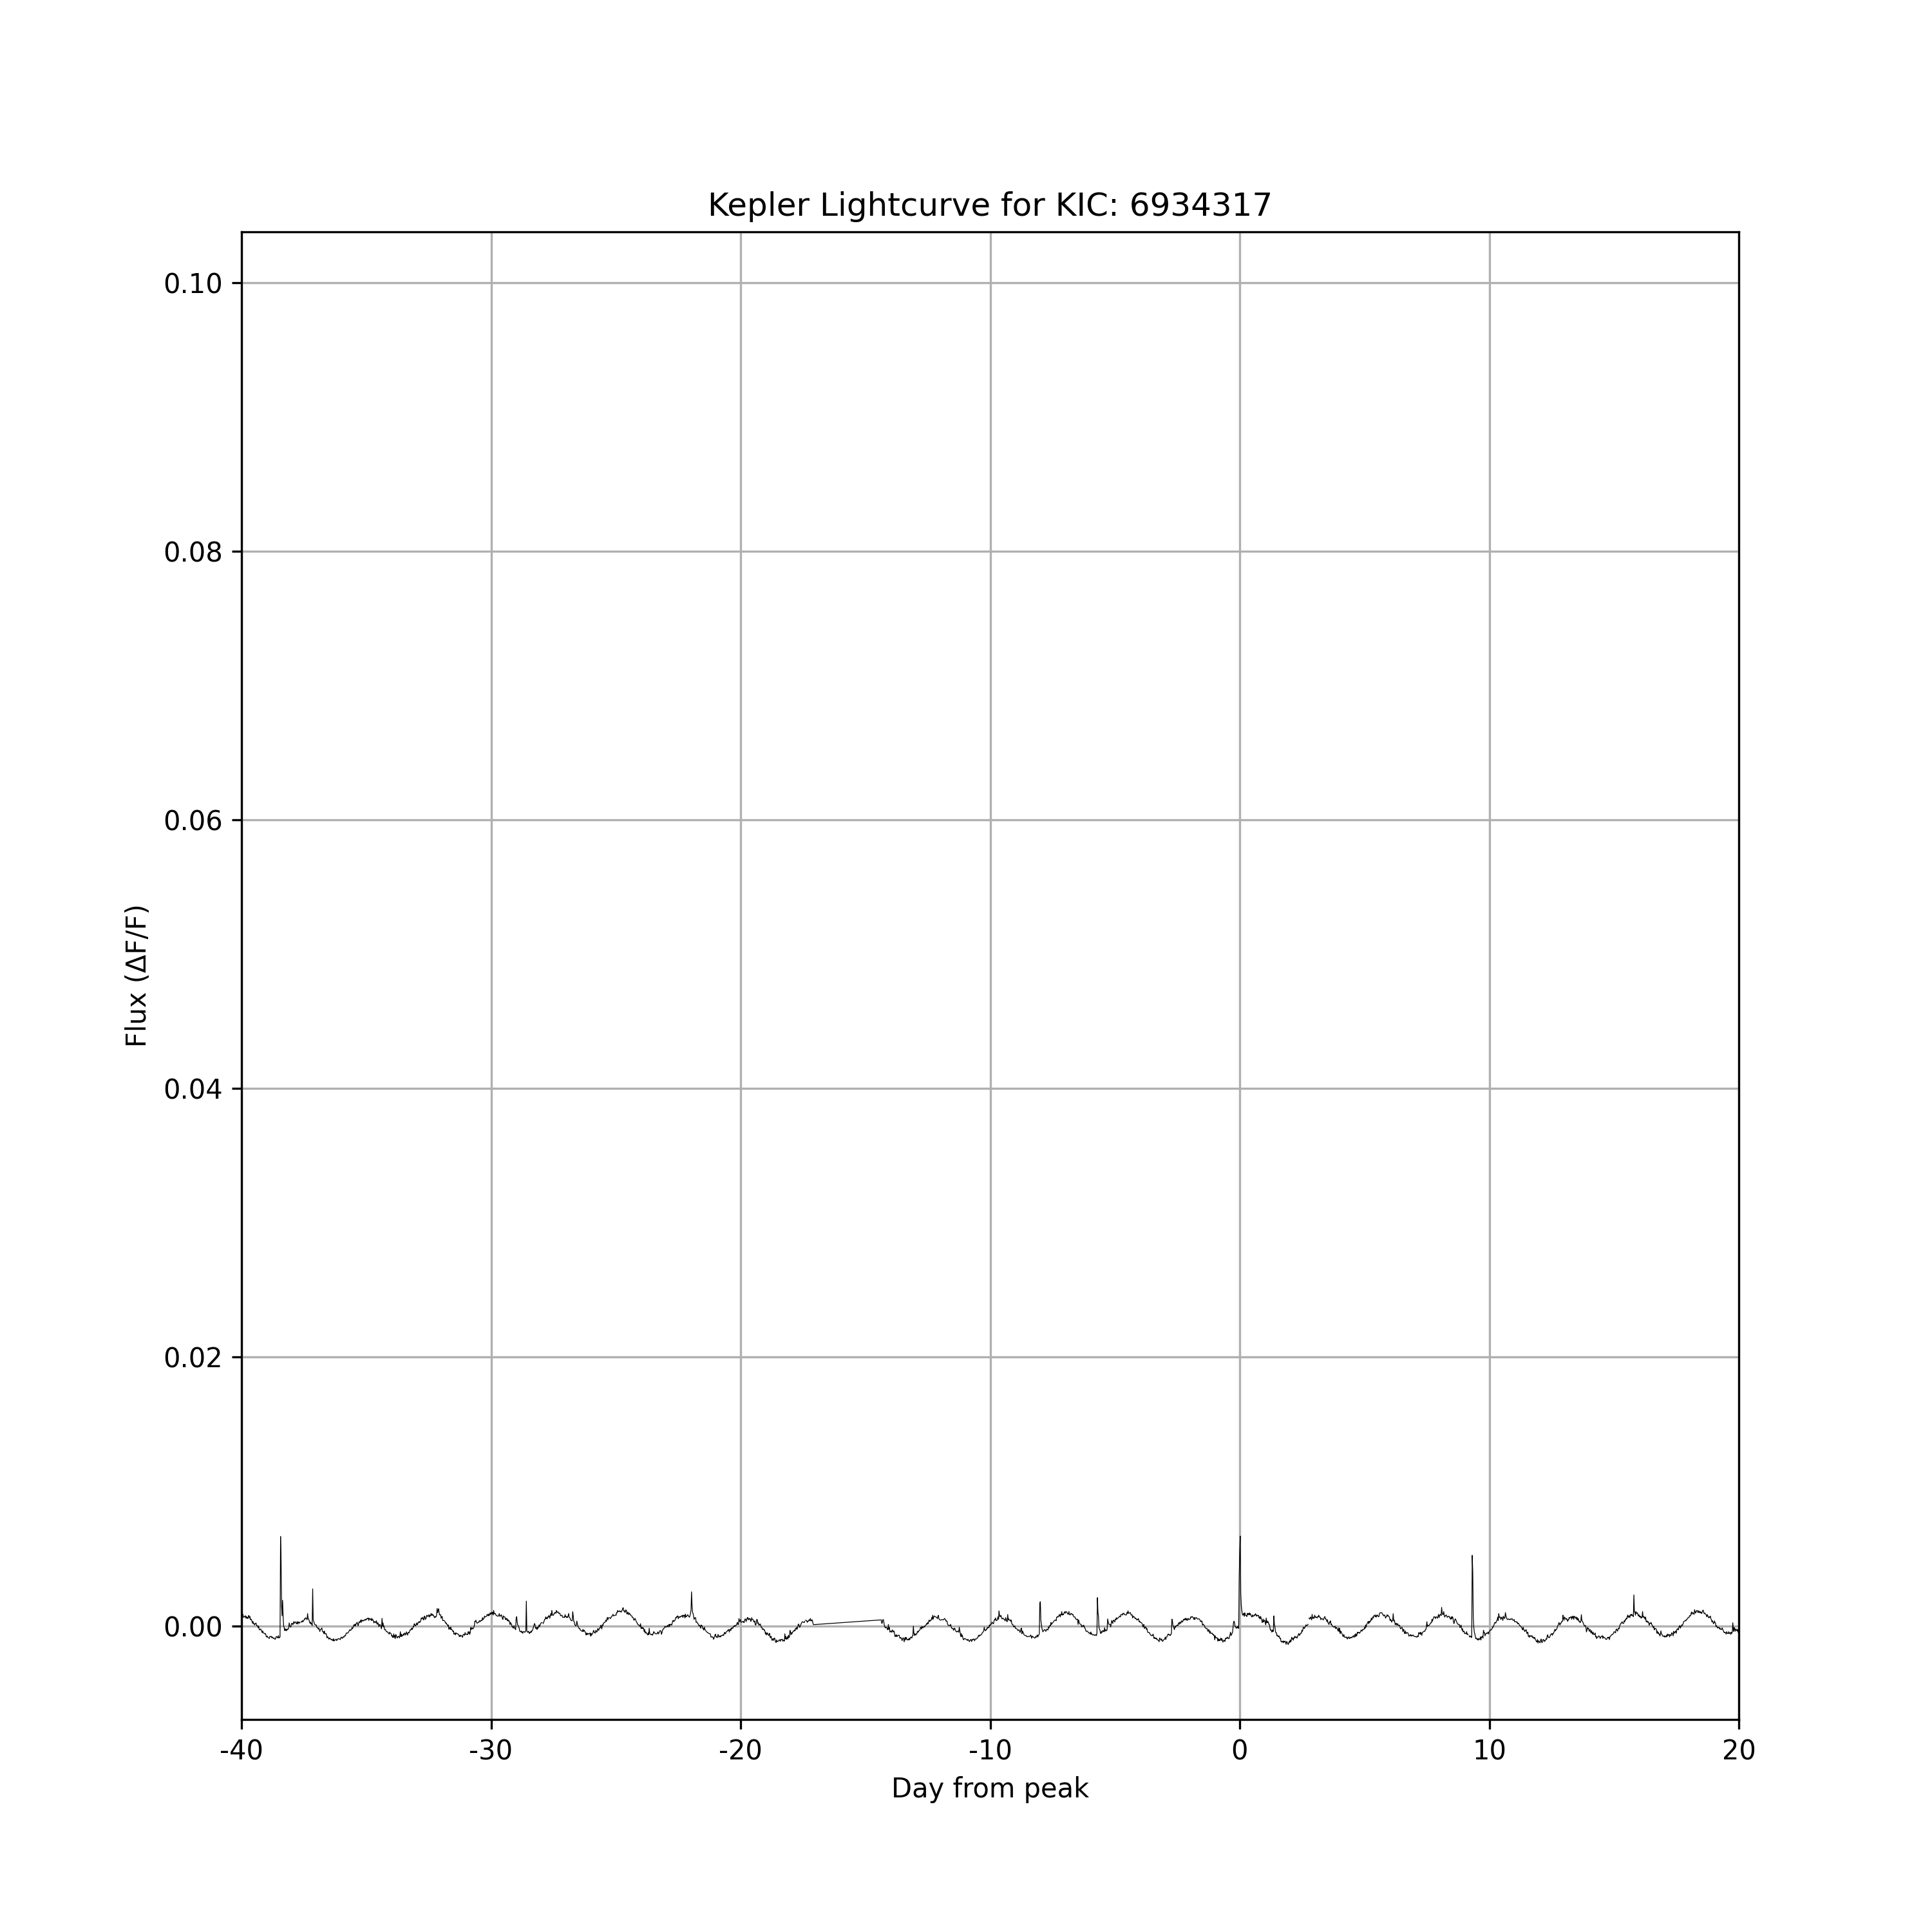 Kepler Lightcurve for KIC: 6934317
0.10
0.08
0.06
0.04
0.02
0.00
Flux (ΔF/F)
-40 -30 -20 -10 0 10 20
Day from peak